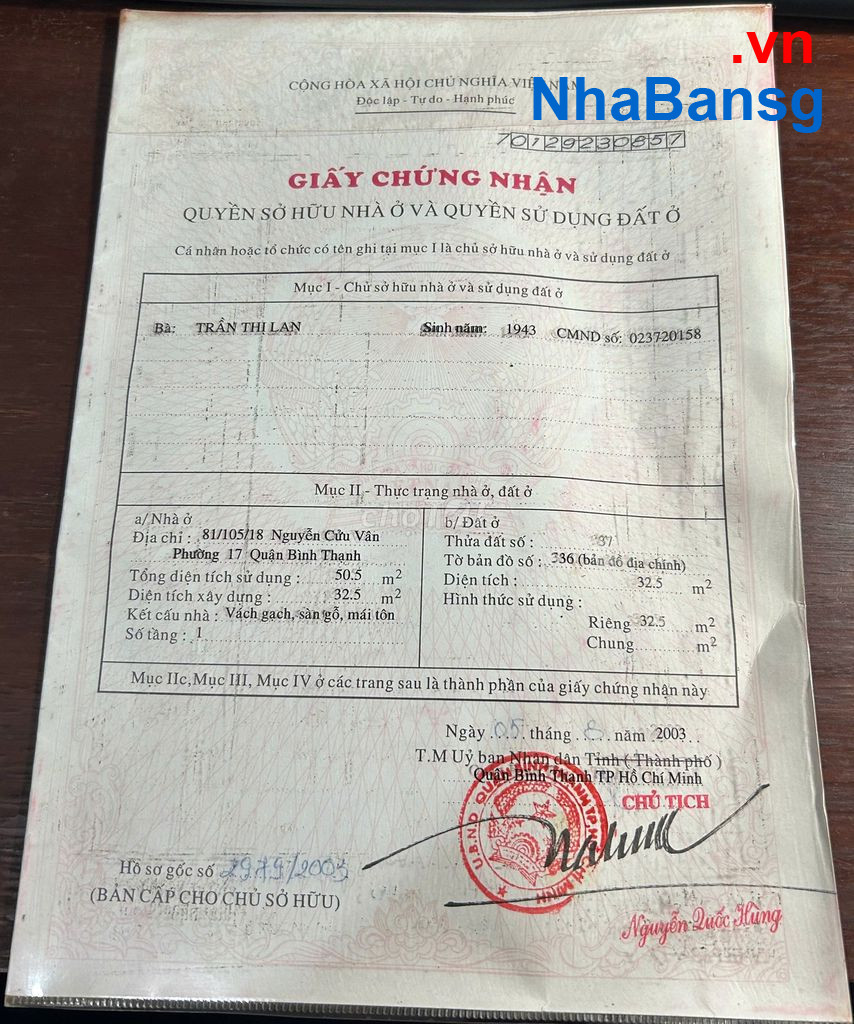 .vn
NhaBansg
CỘNG HÒA XÃ HỘI CHỦ NGHĨA VIỆT NAM
Độc lập - Tự do - Hạnh phúc
70129230857
GIẤY CHỨNG NHẬN
QUYỀN SỞ HỮU NHÀ Ở VÀ QUYỀN SỬ DỤNG ĐẤT Ở
Cá nhân hoặc tổ chức có tên ghi tại mục I là chủ sở hữu nhà ở và sử dụng đất ở
Mục I - Chủ sở hữu nhà ở và sử dụng đất ở
Bà: TRẦN THI LAN Sinh năm: 1943 CMND số: 023720158
Mục II - Thực trạng nhà ở, đất ở
a/ Nhà ở
Địa chỉ : 81/105/18 Nguyễn Cửu Vân
Phường 17 Quận Bình Thạnh
Tổng diện tích sử dụng : 50.5 m2
Diện tích xây dựng : 32.5 m2
Kết cấu nhà : Vách gạch, sàn gỗ, mái tôn
Số tầng : 1
b/ Đất ở
Thửa đất số : 37
Tờ bản đồ số : 336 (bản đồ địa chính)
Diện tích : 32.5 m2
Hình thức sử dụng :
Riêng 32.5 m2
Chung m2
Mục IIc,Mục III, Mục IV ở các trang sau là thành phần của giấy chứng nhận này
Ngày 05 tháng 8 năm 2003
T.M Uỷ ban Nhân dân Tỉnh ( Thành phố )
Quận Bình Thạnh TP Hồ Chí Minh
CHỦ TỊCH
Hồ sơ gốc số 2979/2003
(BẢN CẤP CHO CHỦ SỞ HỮU)
Nguyễn Quốc Hùng